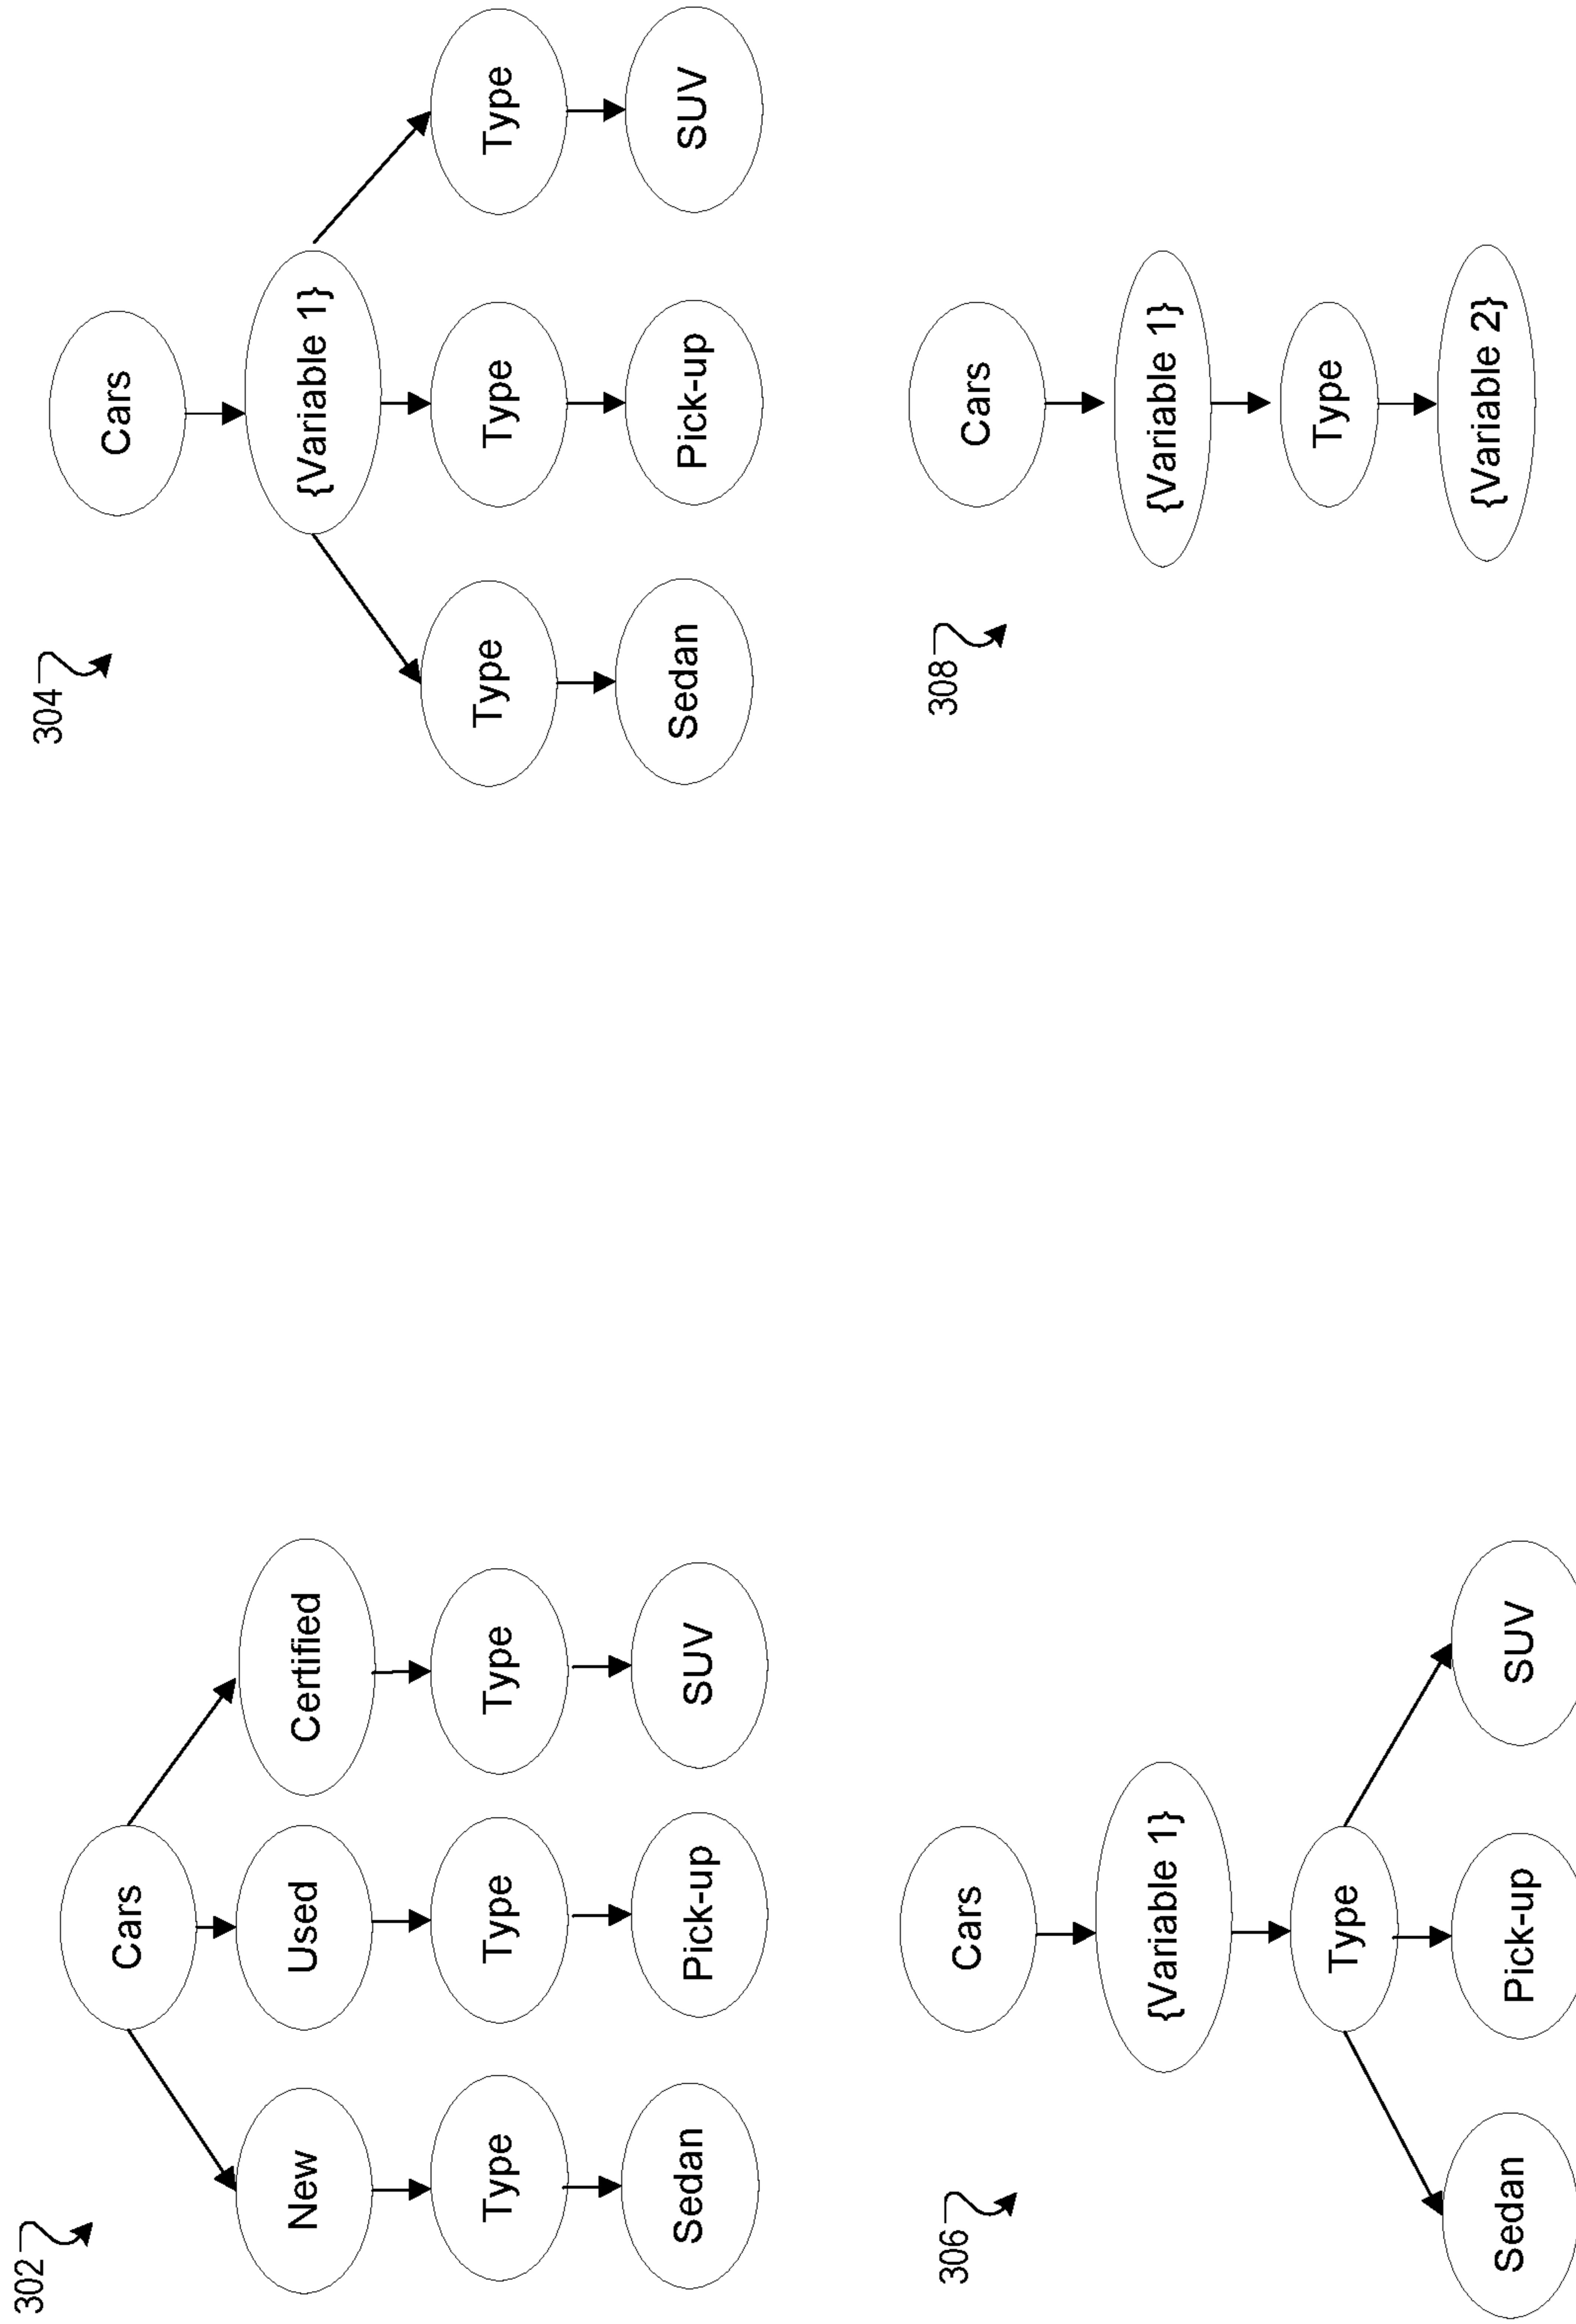 302
Cars
New
Used
Certified
Type
Type
Type
Sedan
Pick-up
SUV
304
Cars
{Variable 1}
Type
Type
Type
Sedan
Pick-up
SUV
306
Cars
{Variable 1}
Type
Sedan
Pick-up
SUV
308
Cars
{Variable 1}
Type
{Variable 2}